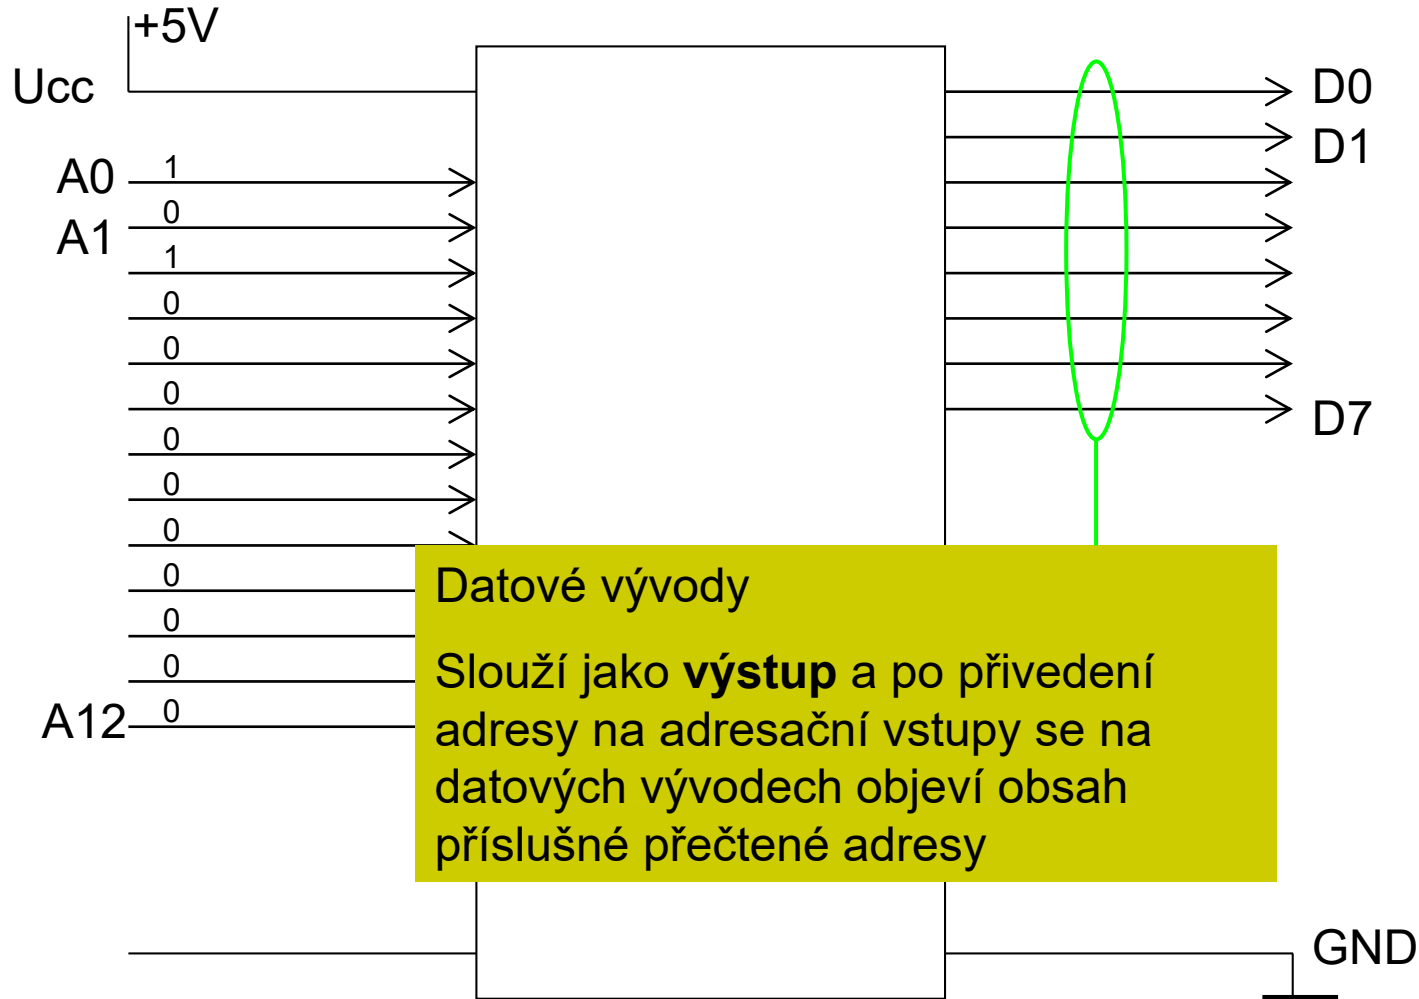 +5V
Ucc
D0
D1
A0 1
0
A1
1
0
0
0
D7
0
0
0
0
0
0
A12 0
Datové vývody
Slouží jako výstup a po přivedení
adresy na adresační vstupy se na
datových vývodech objeví obsah
příslušné přečtené adresy
GND